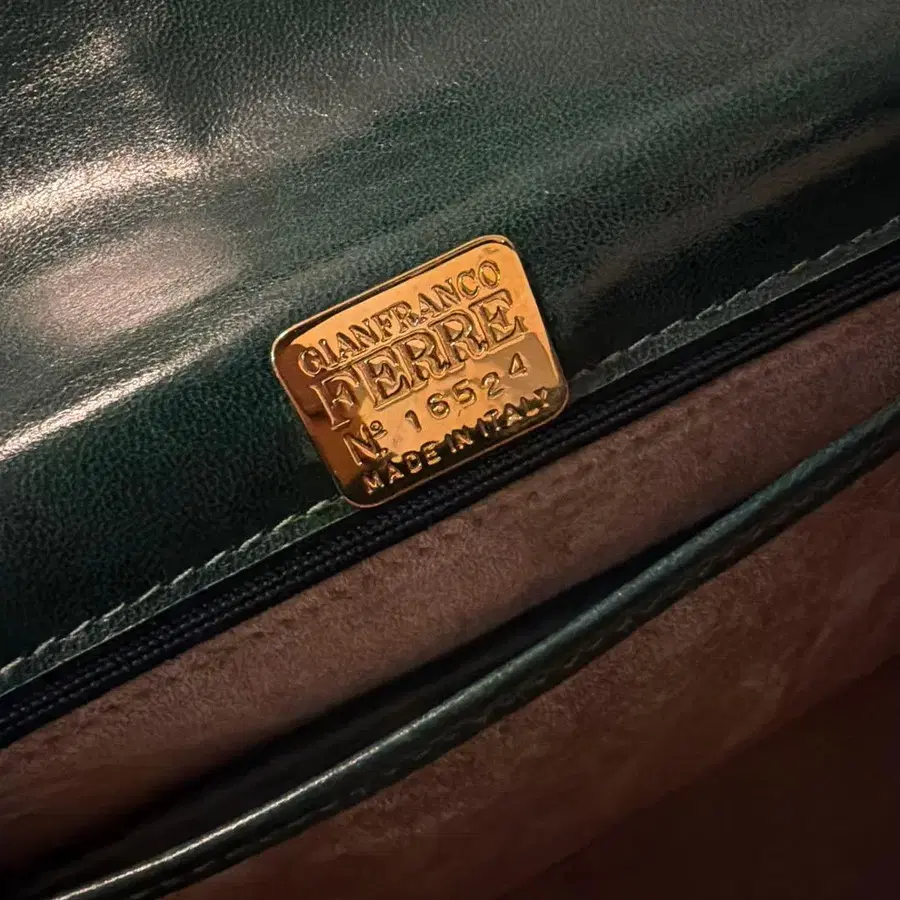 GIANFRANCO
FERRE
Nº 16524
MADE IN ITALY